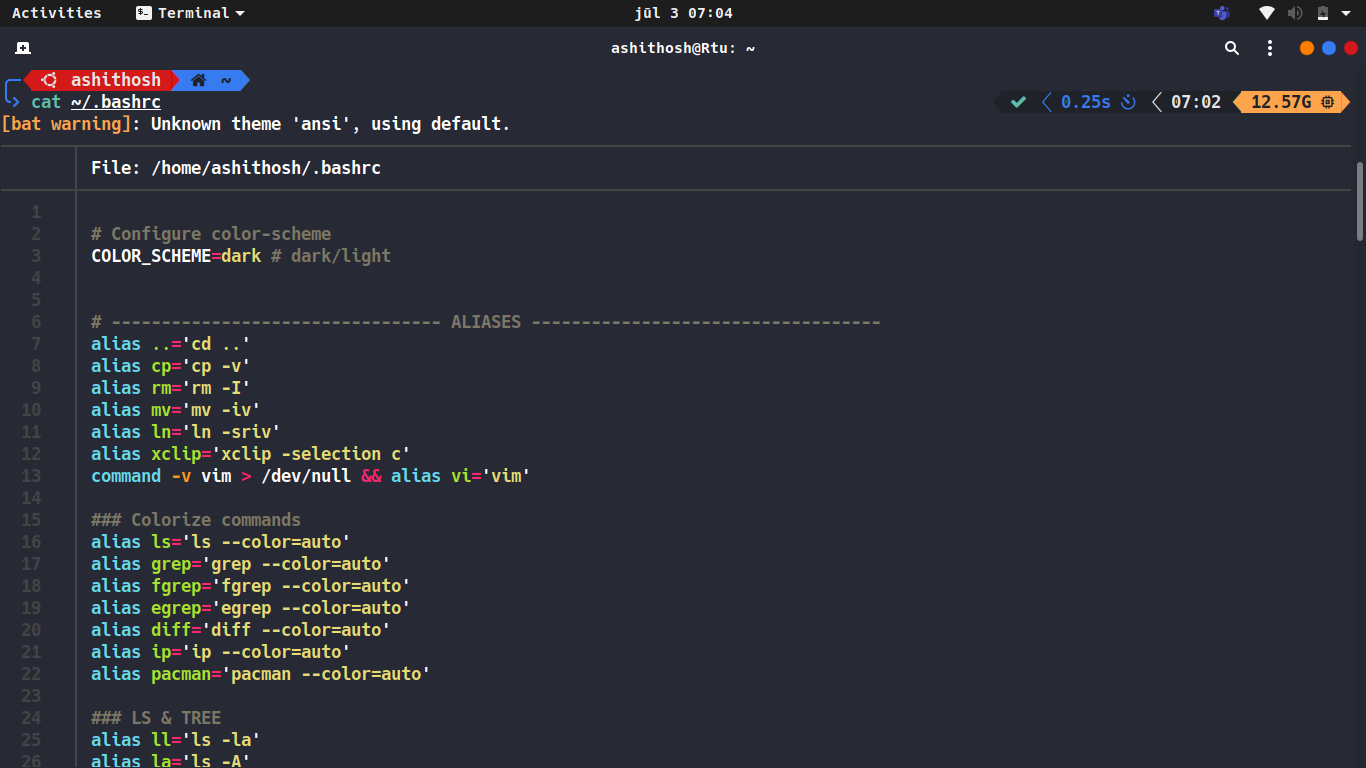 Activities Terminal jūl 3 07:04
ashithosh@Rtu: ~
ashithosh ~
cat ~/.bashrc 0.25s 07:02 12.57G
[bat warning]: Unknown theme 'ansi', using default.
File: /home/ashithosh/.bashrc
1
2 # Configure color-scheme
3 COLOR_SCHEME=dark # dark/light
4
5
6 # --------------------------------- ALIASES -----------------------------------
7 alias ..='cd ..'
8 alias cp='cp -v'
9 alias rm='rm -I'
10 alias mv='mv -iv'
11 alias ln='ln -sriv'
12 alias xclip='xclip -selection c'
13 command -v vim > /dev/null && alias vi='vim'
14
15 ### Colorize commands
16 alias ls='ls --color=auto'
17 alias grep='grep --color=auto'
18 alias fgrep='fgrep --color=auto'
19 alias egrep='egrep --color=auto'
20 alias diff='diff --color=auto'
21 alias ip='ip --color=auto'
22 alias pacman='pacman --color=auto'
23
24 ### LS & TREE
25 alias ll='ls -la'
26 alias la='ls -A'